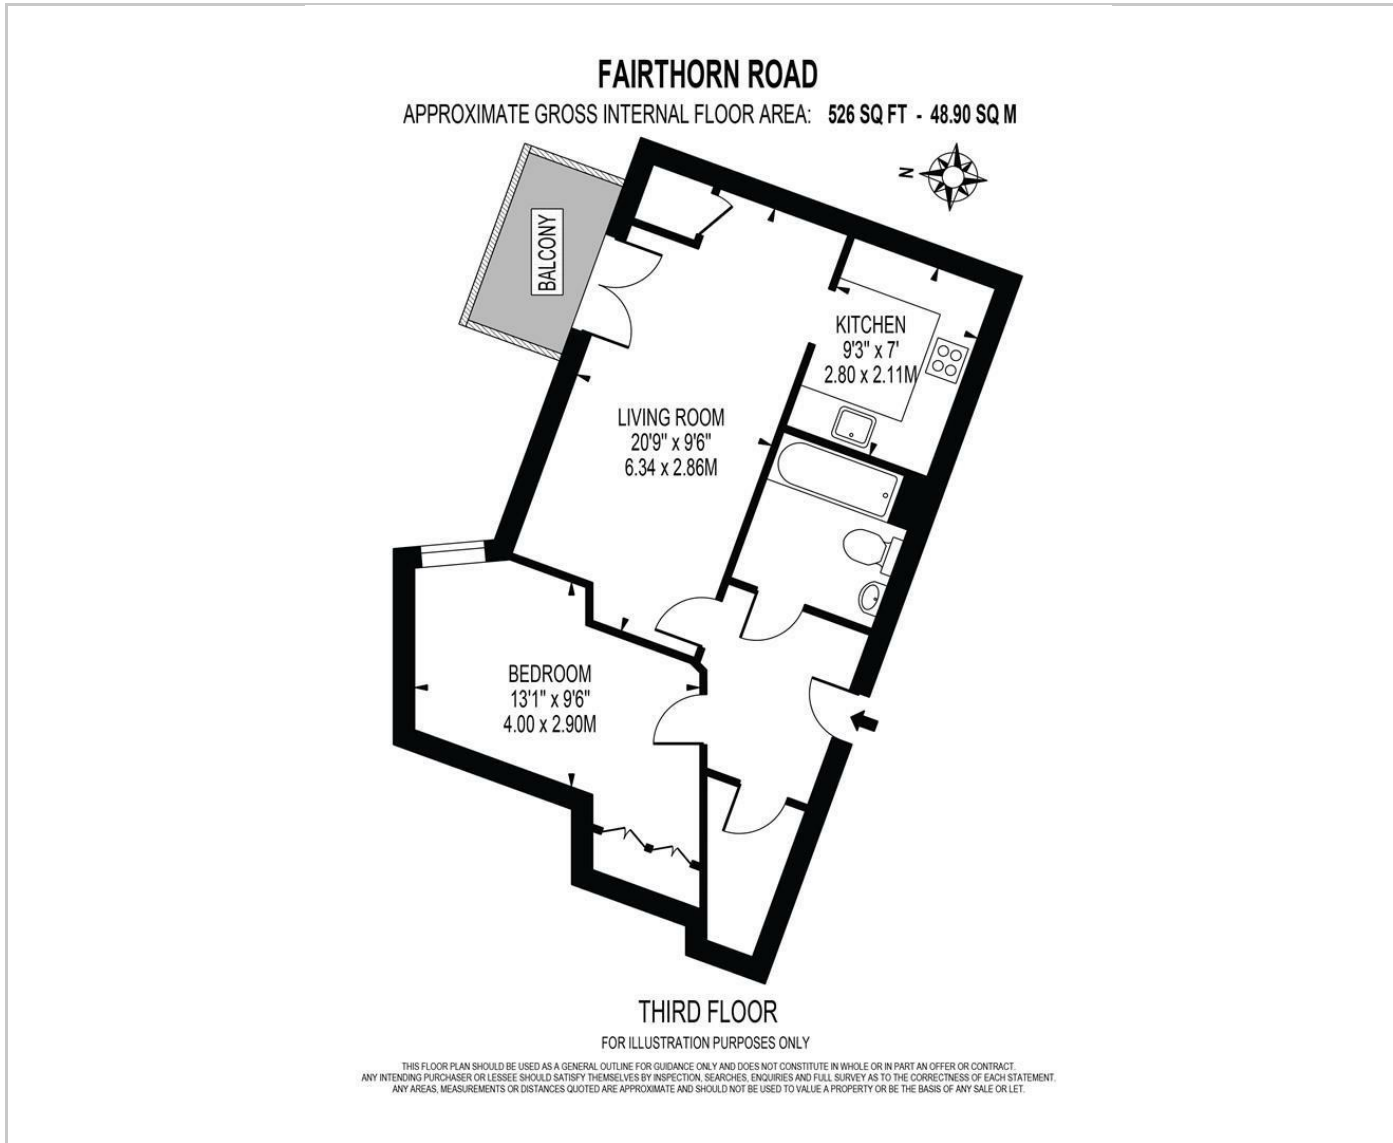 FAIRTHORN ROAD
APPROXIMATE GROSS INTERNAL FLOOR AREA: 526 SQ FT - 48.90 SQ M
N
BALCONY
KITCHEN
9'3" x 7'
2.80 x 2.11M
LIVING ROOM
20'9" x 9'6"
6.34 x 2.86M
BEDROOM
13'1" x 9'6"
4.00 x 2.90M
THIRD FLOOR
FOR ILLUSTRATION PURPOSES ONLY
THIS FLOOR PLAN SHOULD BE USED AS A GENERAL OUTLINE FOR GUIDANCE ONLY AND DOES NOT CONSTITUTE IN WHOLE OR IN PART AN OFFER OR CONTRACT.
ANY INTENDING PURCHASER OR LESSEE SHOULD SATISFY THEMSELVES BY INSPECTION, SEARCHES, ENQUIRIES AND FULL SURVEY AS TO THE CORRECTNESS OF EACH STATEMENT.
ANY AREAS, MEASUREMENTS OR DISTANCES QUOTED ARE APPROXIMATE AND SHOULD NOT BE USED TO VALUE A PROPERTY OR BE THE BASIS OF ANY SALE OR LET.